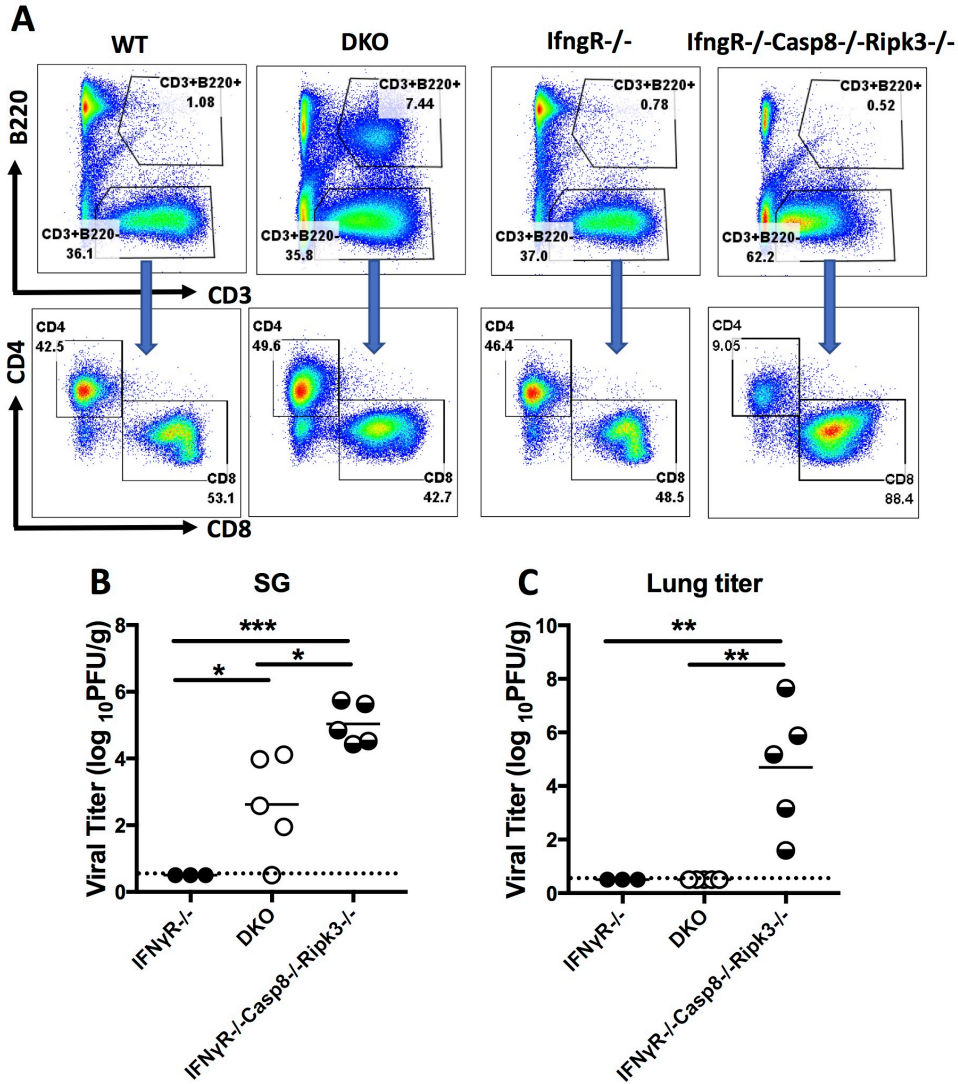 A
WT
DKO
IfngR-/-
IfngR-/-Casp8-/-Ripk3-/-
B220
CD3+B220+
1.08
CD3+B220-
36.1
CD3+B220+
7.44
CD3+B220-
35.8
CD3+B220+
0.78
CD3+B220-
37.0
CD3+B220+
0.52
CD3+B220-
62.2
CD3
CD4
CD4
42.5
CD8
53.1
CD4
49.6
CD8
42.7
CD4
46.4
CD8
48.5
CD4
9.05
CD8
88.4
CD8
B
SG
Viral Titer (log 10PFU/g)
8
6
4
2
0
***
*
*
IFNγR-/-
DKO
IFNγR-/-Casp8-/-Ripk3-/-
C
Lung titer
Viral Titer (log 10PFU/g)
10
8
6
4
2
0
**
**
IFNγR-/-
DKO
IFNγR-/-Casp8-/-Ripk3-/-